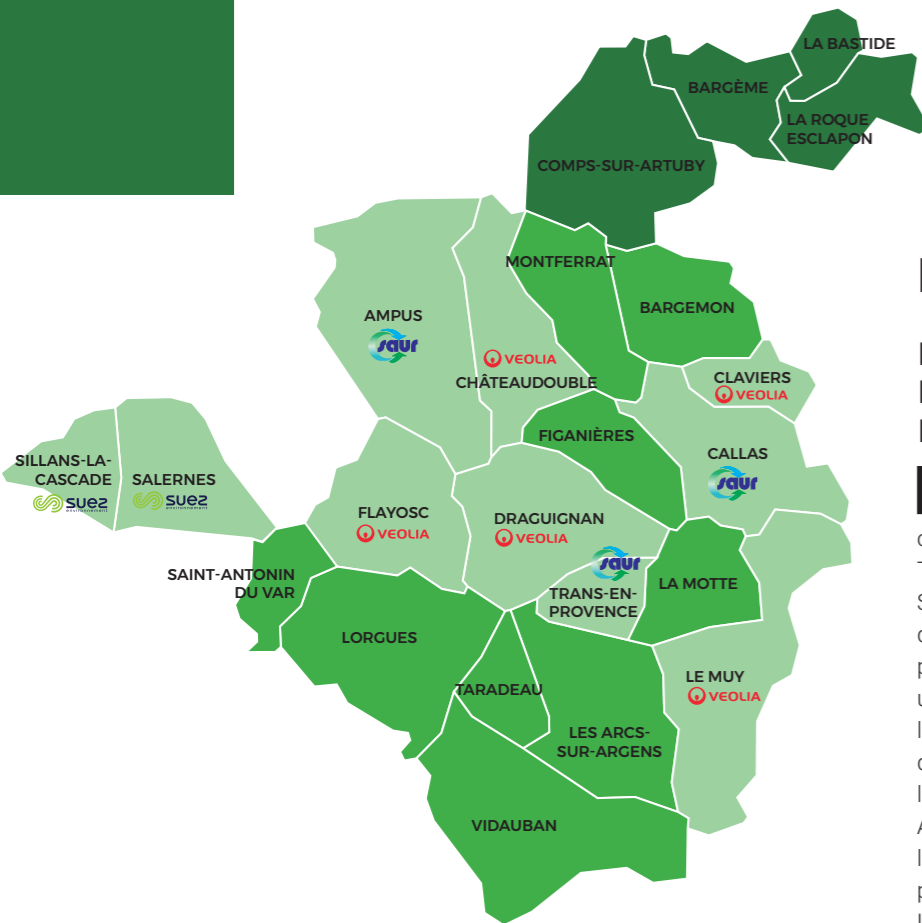 LA BASTIDE
BARGÈME
LA ROQUE
ESCLAPON
COMPS-SUR-ARTUBY
MONTFERRAT
BARGEMON
AMPUS
saur
VEOLIA
CHÂTEAUDOUBLE
CLAVIERS
VEOLIA
FIGANIÈRES
CALLAS
saur
SILLANS-LA-
CASCADE
suez
environnement
SALERNES
suez
environnement
FLAYOSC
VEOLIA
DRAGUIGNAN
VEOLIA
saur
TRANS-EN-
PROVENCE
LA MOTTE
SAINT-ANTONIN
DU VAR
LORGUES
TARADEAU
LE MUY
VEOLIA
LES ARCS-
SUR-ARGENS
VIDAUBAN